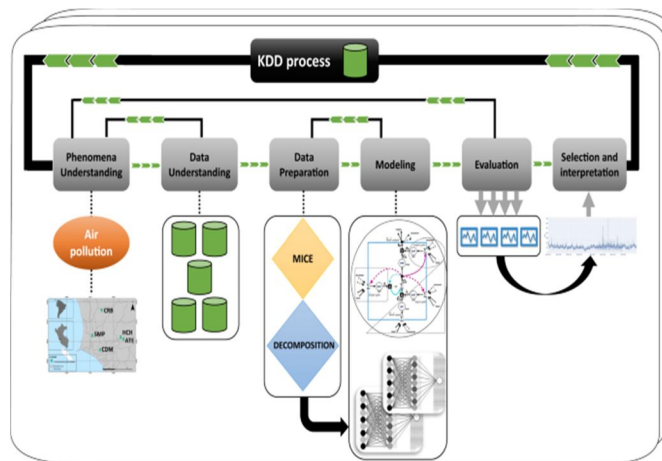 KDD process
Phenomena
Understanding
Data
Understanding
Data
Preparation
Modeling
Evaluation
Selection and
interpretation
Air
pollution
MICE
DECOMPOSITION
CRB
SMP
HCH
ATE
CDM